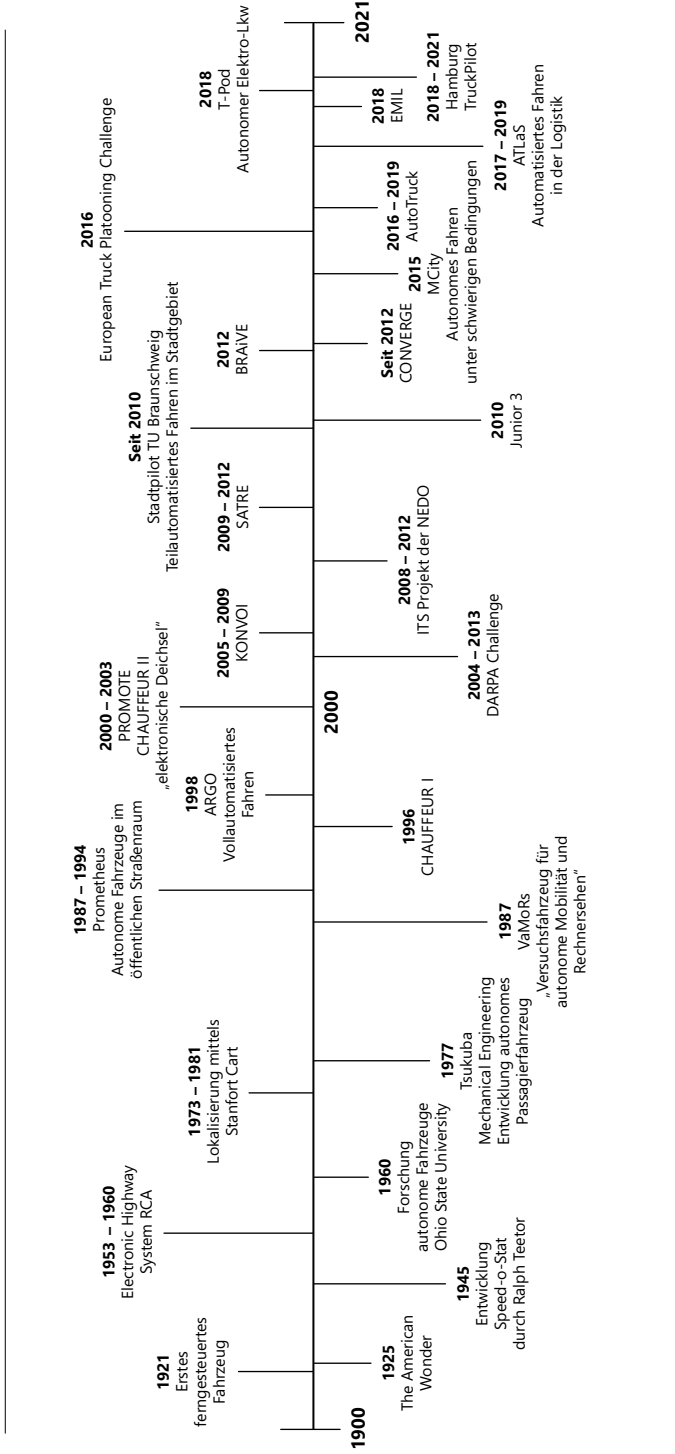 1921
Erstes
ferngesteuertes
Fahrzeug
1953 – 1960
Electronic Highway
System RCA
1973 – 1981
Lokalisierung mittels
Stanfort Cart
1987 – 1994
Prometheus
Autonome Fahrzeuge im
öffentlichen Straßenraum
1998
ARGO
Vollautomatisiertes
Fahren
2000 – 2003
PROMOTE
CHAUFFEUR II
„elektronische Deichsel“
2005 – 2009
KONVOI
2009 – 2012
SATRE
Seit 2010
Stadtpilot TU Braunschweig
Teilautomatisiertes Fahren im Stadtgebiet
2012
BRAiVE
2016
European Truck Platooning Challenge
2018
T-Pod
Autonomer Elektro-Lkw
1900
2000
2021
1925
The American
Wonder
1945
Entwicklung
Speed-o-Stat
durch Ralph Teetor
1960
Forschung
autonome Fahrzeuge
Ohio State University
1977
Tsukuba
Mechanical Engineering
Entwicklung autonomes
Passagierfahrzeug
1987
VaMoRs
„Versuchsfahrzeug für
autonome Mobilität und
Rechnersehen“
1996
CHAUFFEUR I
2004 – 2013
DARPA Challenge
2008 – 2012
ITS Projekt der NEDO
2010
Junior 3
Seit 2012
CONVERGE
2015
MCity
Autonomes Fahren
unter schwierigen Bedingungen
2016 – 2019
AutoTruck
2017 – 2019
ATLaS
Automatisiertes Fahren
in der Logistik
2018
EMIL
2018 – 2021
Hamburg
TruckPilot